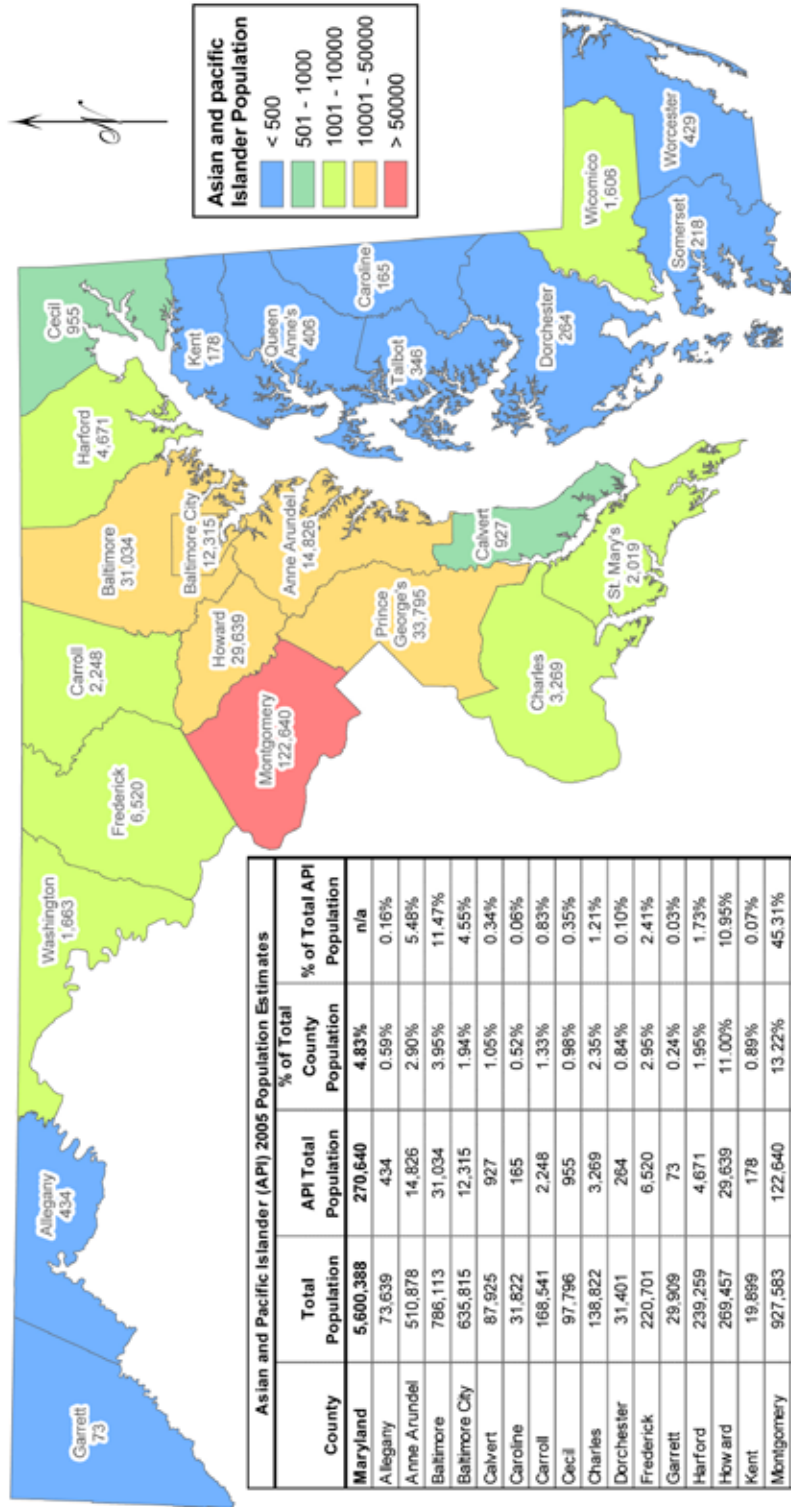 N
Asian and pacific
Islander Population
< 500
501 - 1000
1001 - 10000
10001 - 50000
> 50000
Garrett
73
Allegany
434
Washington
1,663
Frederick
6,520
Carroll
2,248
Baltimore
31,034
Harford
4,671
Cecil
955
Baltimore City
12,315
Howard
29,639
Montgomery
122,640
Anne Arundel
14,826
Prince
George's
33,795
Calvert
927
Charles
3,269
St. Mary's
2,019
Kent
178
Queen
Anne's
406
Caroline
165
Talbot
346
Dorchester
264
Wicomico
1,606
Somerset
218
Worcester
429
Asian and Pacific Islander (API) 2005 Population Estimates
County Total Population API Total Population % of Total County Population % of Total API Population
Maryland 5,600,388 270,640 4.83% n/a
Allegany 73,639 434 0.59% 0.16%
Anne Arundel 510,878 14,826 2.90% 5.48%
Baltimore 786,113 31,034 3.95% 11.47%
Baltimore City 635,815 12,315 1.94% 4.55%
Calvert 87,925 927 1.05% 0.34%
Caroline 31,822 165 0.52% 0.06%
Carroll 168,541 2,248 1.33% 0.83%
Cecil 97,796 955 0.98% 0.35%
Charles 138,822 3,269 2.35% 1.21%
Dorchester 31,401 264 0.84% 0.10%
Frederick 220,701 6,520 2.95% 2.41%
Garrett 29,909 73 0.24% 0.03%
Harford 239,259 4,671 1.95% 1.73%
Howard 269,457 29,639 11.00% 10.95%
Kent 19,899 178 0.89% 0.07%
Montgomery 927,583 122,640 13.22% 45.31%